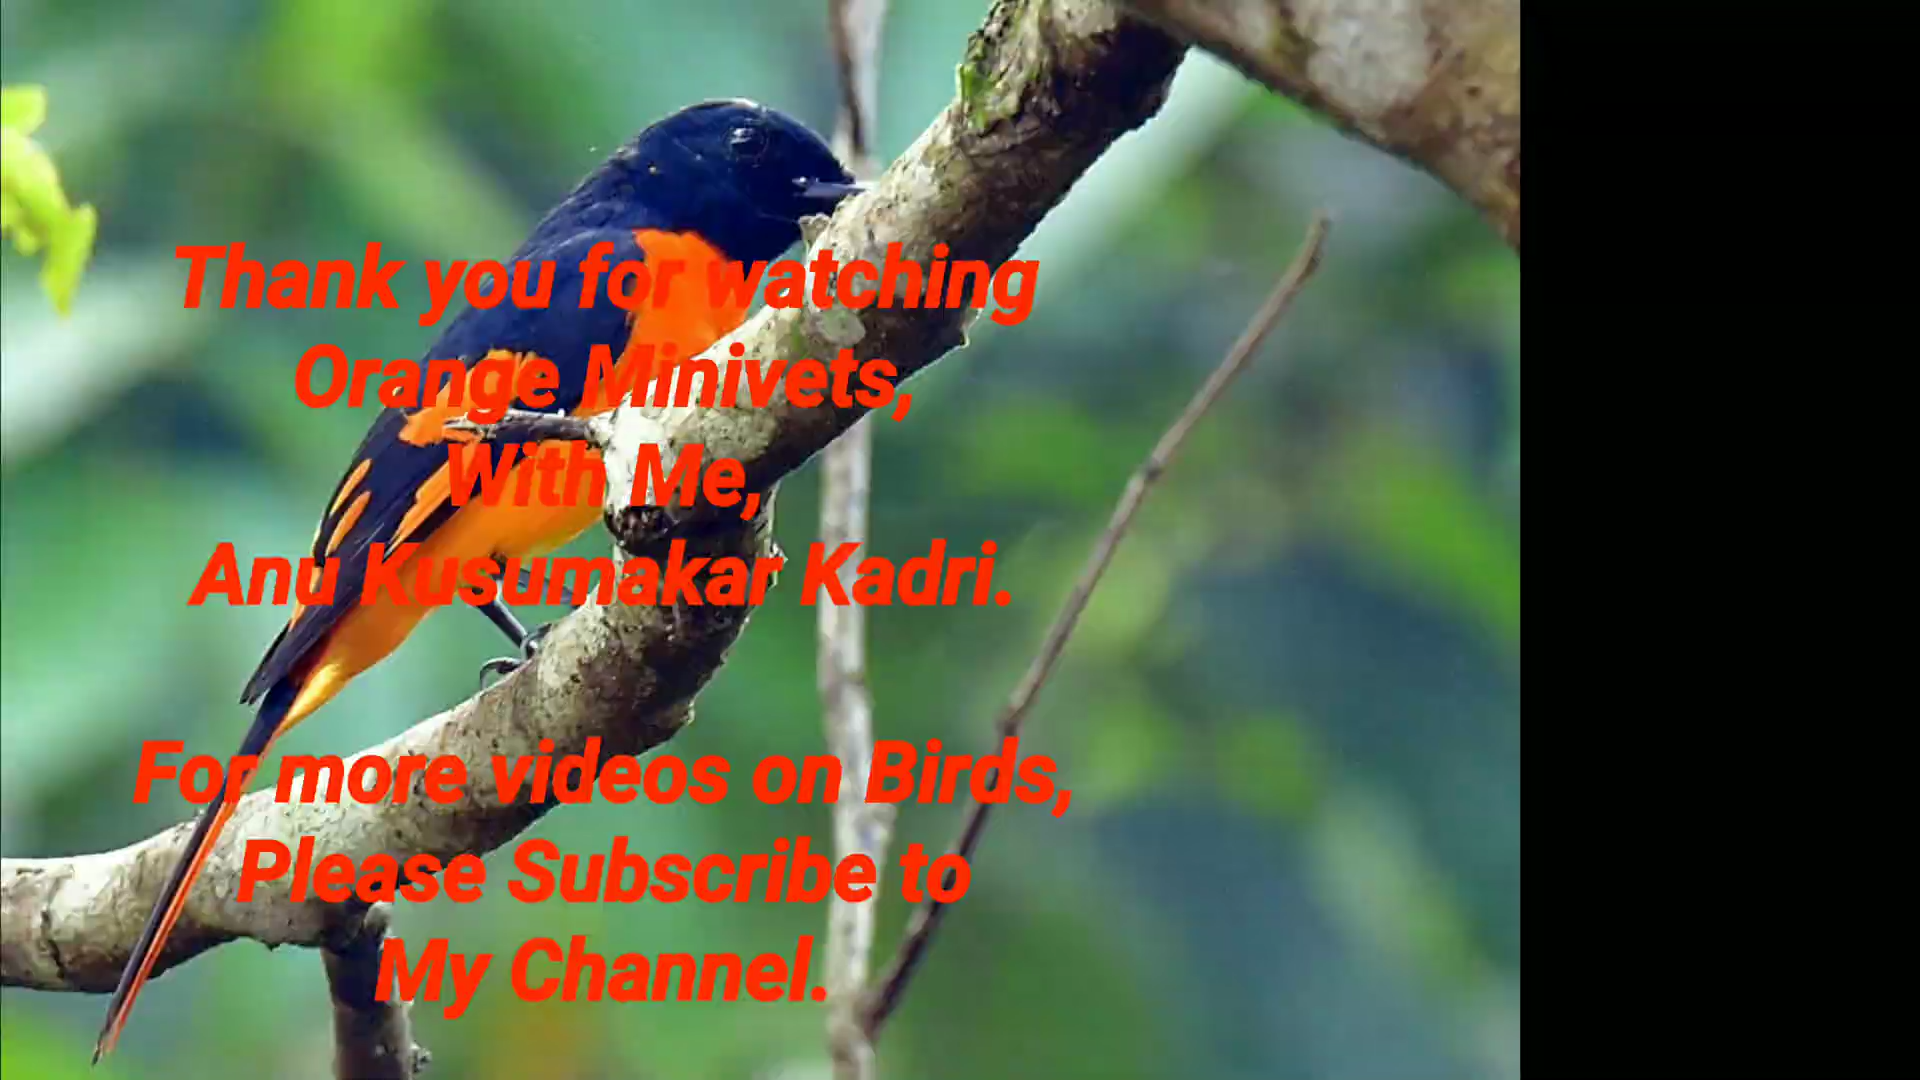 Thank you for watching
Orange Minivets,
With Me,
Anu Kusumakar Kadri.
For more videos on Birds,
Please Subscribe to
My Channel.